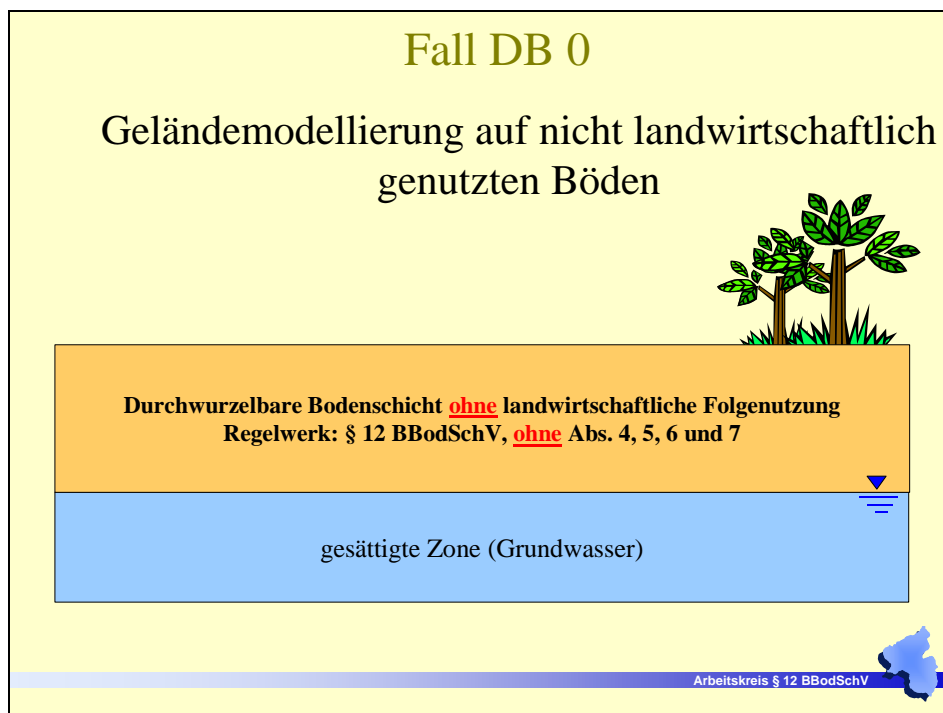 Fall DB 0
Geländemodellierung auf nicht landwirtschaftlich
genutzten Böden
Durchwurzelbare Bodenschicht ohne landwirtschaftliche Folgenutzung
Regelwerk: § 12 BBodSchV, ohne Abs. 4, 5, 6 und 7
gesättigte Zone (Grundwasser)
Arbeitskreis § 12 BBodSchV